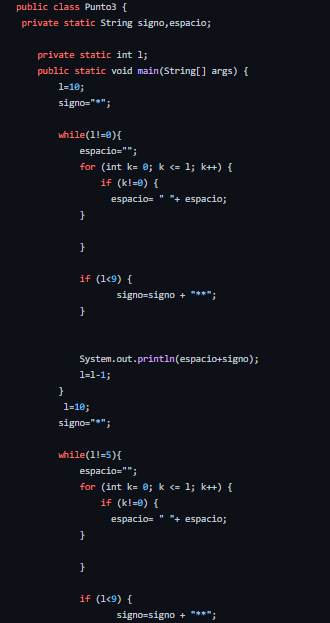 public class Punto3 {
private static String signo,espacio;
private static int l;
public static void main(String[] args) {
l=10;
signo="*";
while(l!=0){
espacio="";
for (int k= 0; k <= l; k++) {
if (k!=0) {
espacio= " "+ espacio;
}
}
if (l<9) {
signo=signo + "**";
}
System.out.println(espacio+signo);
l=l-1;
}
l=10;
signo="*";
while(l!=5){
espacio="";
for (int k= 0; k <= l; k++) {
if (k!=0) {
espacio= " "+ espacio;
}
}
if (l<9) {
signo=signo + "**";